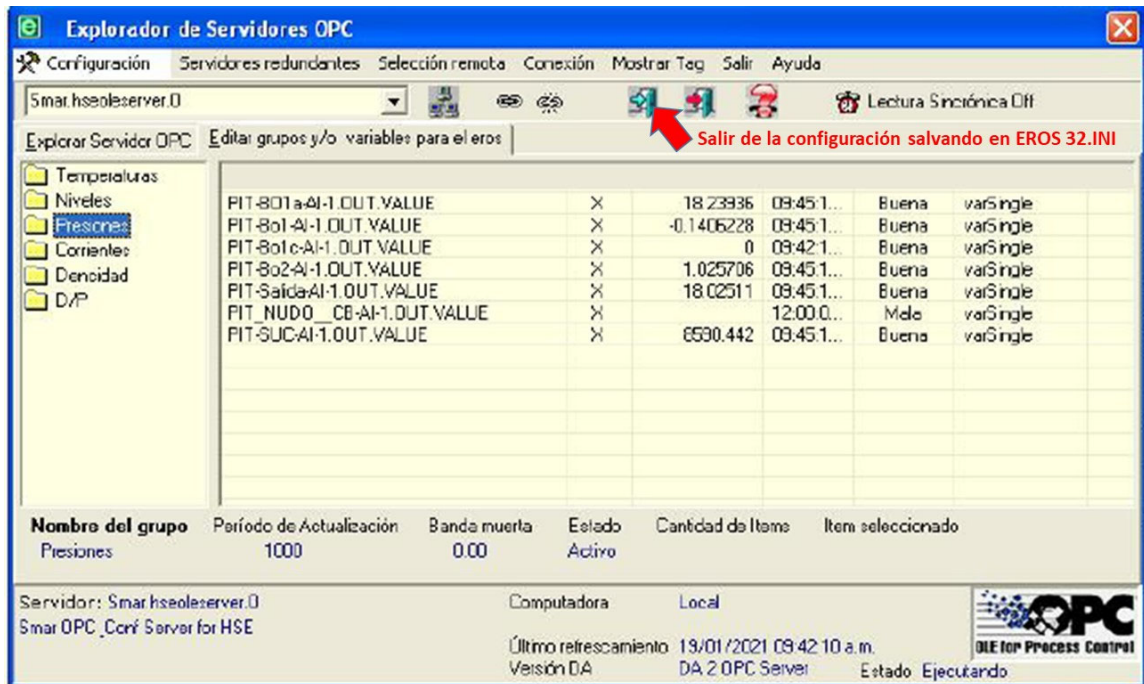 Explorador de Servidores OPC
Configuración Servidores redundantes Selección remota Conexión Mostrar Tag Salir Ayuda
Smar.hseoleserver.0 Lectura Sincrónica Off
Salir de la configuración salvando en EROS 32.INI
Explorar Servidor OPC Editar grupos y/o variables para el eros
Temperaturas
Niveles
Presiones
Corrientes
Densidad
D/P
PIT-BO1a-AI-1.OUT.VALUE X 18.23936 09:45:1... Buena varSingle
PIT-Bo1-AI-1.OUT.VALUE X -0.1406228 09:45:1... Buena varSingle
PIT-Bo1c-AI-1.OUT.VALUE X 0 09:42:1... Buena varSingle
PIT-Bo2-AI-1.OUT.VALUE X 1.025706 09:45:1... Buena varSingle
PIT-Salida-AI-1.OUT.VALUE X 18.02511 09:45:1... Buena varSingle
PIT_NUDO__CB-AI-1.OUT.VALUE X 12:00:0... Mala varSingle
PIT-SUC-AI-1.OUT.VALUE X 8590.442 09:45:1... Buena varSingle
Nombre del grupo Período de Actualización Banda muerta Estado Cantidad de Items Item seleccionado
Presiones 1000 0.00 Activo
Servidor: Smar.hseoleserver.0 Computadora Local
Smar OPC_Conf Server for HSE
Último refrescamiento 19/01/2021 09:42:10 a.m.
Versión DA DA 2 OPC Server Estado Ejecutando
OPC
OLE for Process Control